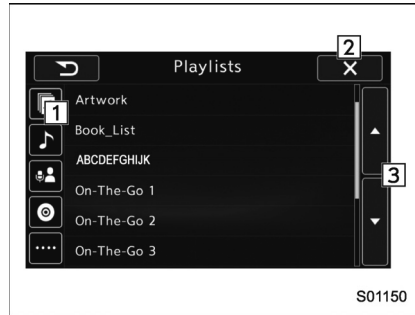 2
Playlists
Artwork
1
Book_List
ABCDEFGHIJK
On-The-Go 1
3
On-The-Go 2
On-The-Go 3
S01150